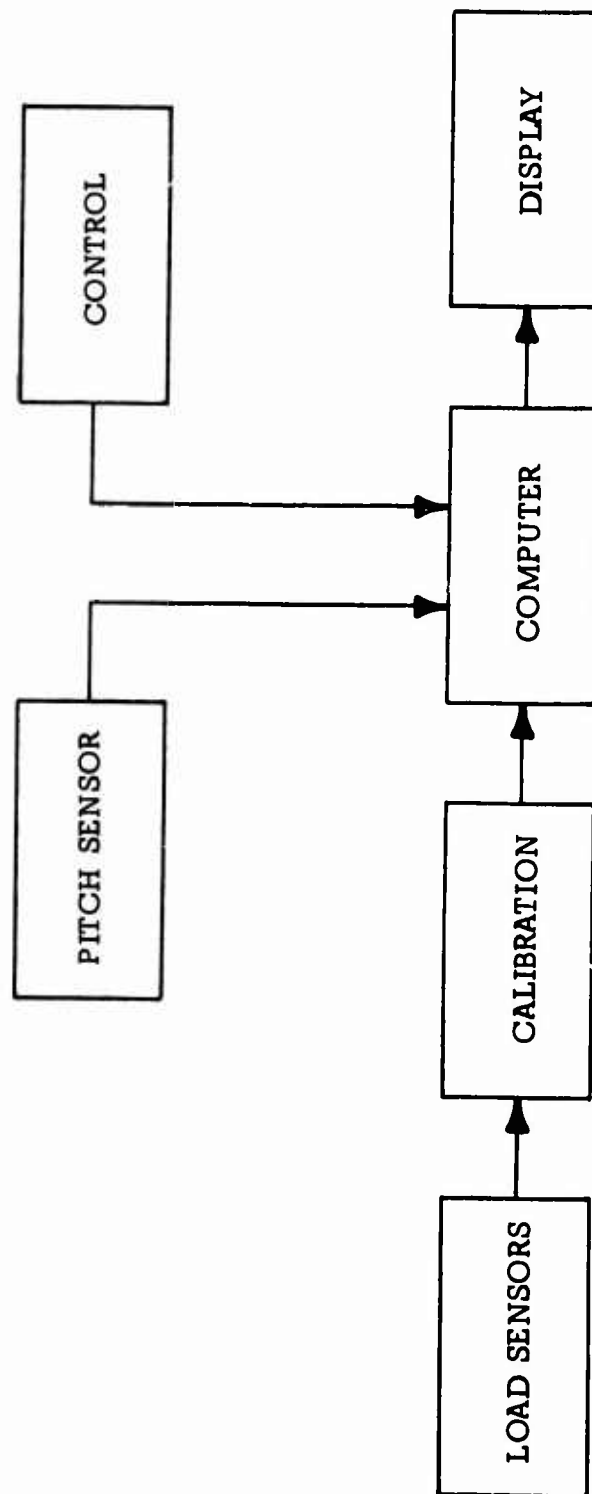 PITCH SENSOR
CONTROL
LOAD SENSORS
CALIBRATION
COMPUTER
DISPLAY